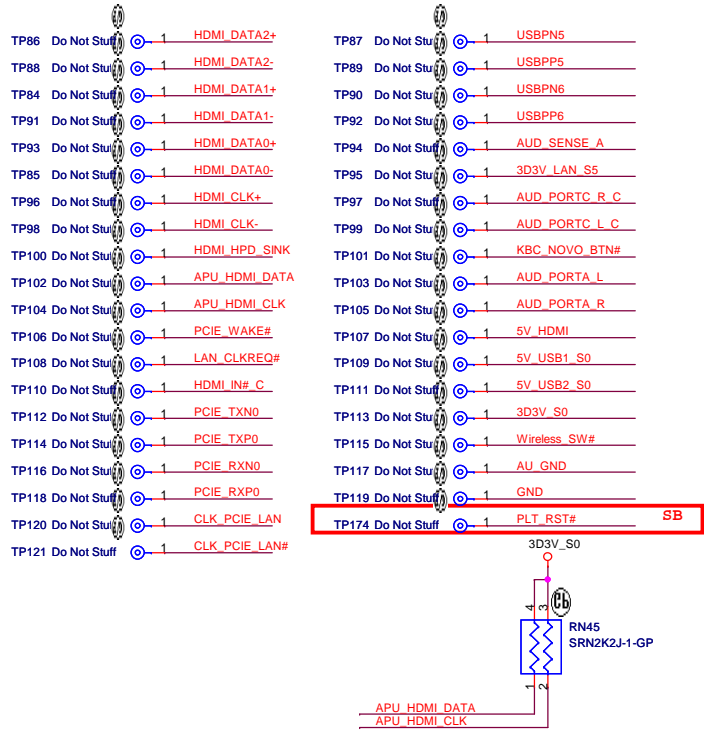 TP86 Do Not Stuff 1 HDMI_DATA2+
TP88 Do Not Stuff 1 HDMI_DATA2-
TP84 Do Not Stuff 1 HDMI_DATA1+
TP91 Do Not Stuff 1 HDMI_DATA1-
TP93 Do Not Stuff 1 HDMI_DATA0+
TP85 Do Not Stuff 1 HDMI_DATA0-
TP96 Do Not Stuff 1 HDMI_CLK+
TP98 Do Not Stuff 1 HDMI_CLK-
TP100 Do Not Stuff 1 HDMI_HPD_SINK
TP102 Do Not Stuff 1 APU_HDMI_DATA
TP104 Do Not Stuff 1 APU_HDMI_CLK
TP106 Do Not Stuff 1 PCIE_WAKE#
TP108 Do Not Stuff 1 LAN_CLKREQ#
TP110 Do Not Stuff 1 HDMI_IN#_C
TP112 Do Not Stuff 1 PCIE_TXN0
TP114 Do Not Stuff 1 PCIE_TXP0
TP116 Do Not Stuff 1 PCIE_RXN0
TP118 Do Not Stuff 1 PCIE_RXP0
TP120 Do Not Stuff 1 CLK_PCIE_LAN
TP121 Do Not Stuff 1 CLK_PCIE_LAN#
TP87 Do Not Stuff 1 USBPN5
TP89 Do Not Stuff 1 USBPP5
TP90 Do Not Stuff 1 USBPN6
TP92 Do Not Stuff 1 USBPP6
TP94 Do Not Stuff 1 AUD_SENSE_A
TP95 Do Not Stuff 1 3D3V_LAN_S5
TP97 Do Not Stuff 1 AUD_PORTC_R_C
TP99 Do Not Stuff 1 AUD_PORTC_L_C
TP101 Do Not Stuff 1 KBC_NOVO_BTN#
TP103 Do Not Stuff 1 AUD_PORTA_L
TP105 Do Not Stuff 1 AUD_PORTA_R
TP107 Do Not Stuff 1 5V_HDMI
TP109 Do Not Stuff 1 5V_USB1_S0
TP111 Do Not Stuff 1 5V_USB2_S0
TP113 Do Not Stuff 1 3D3V_S0
TP115 Do Not Stuff 1 Wireless_SW#
TP117 Do Not Stuff 1 AU_GND
TP119 Do Not Stuff 1 GND
TP174 Do Not Stuff 1 PLT_RST# SB
3D3V_S0
4 3
RN45
SRN2K2J-1-GP
1 2
APU_HDMI_DATA
APU_HDMI_CLK